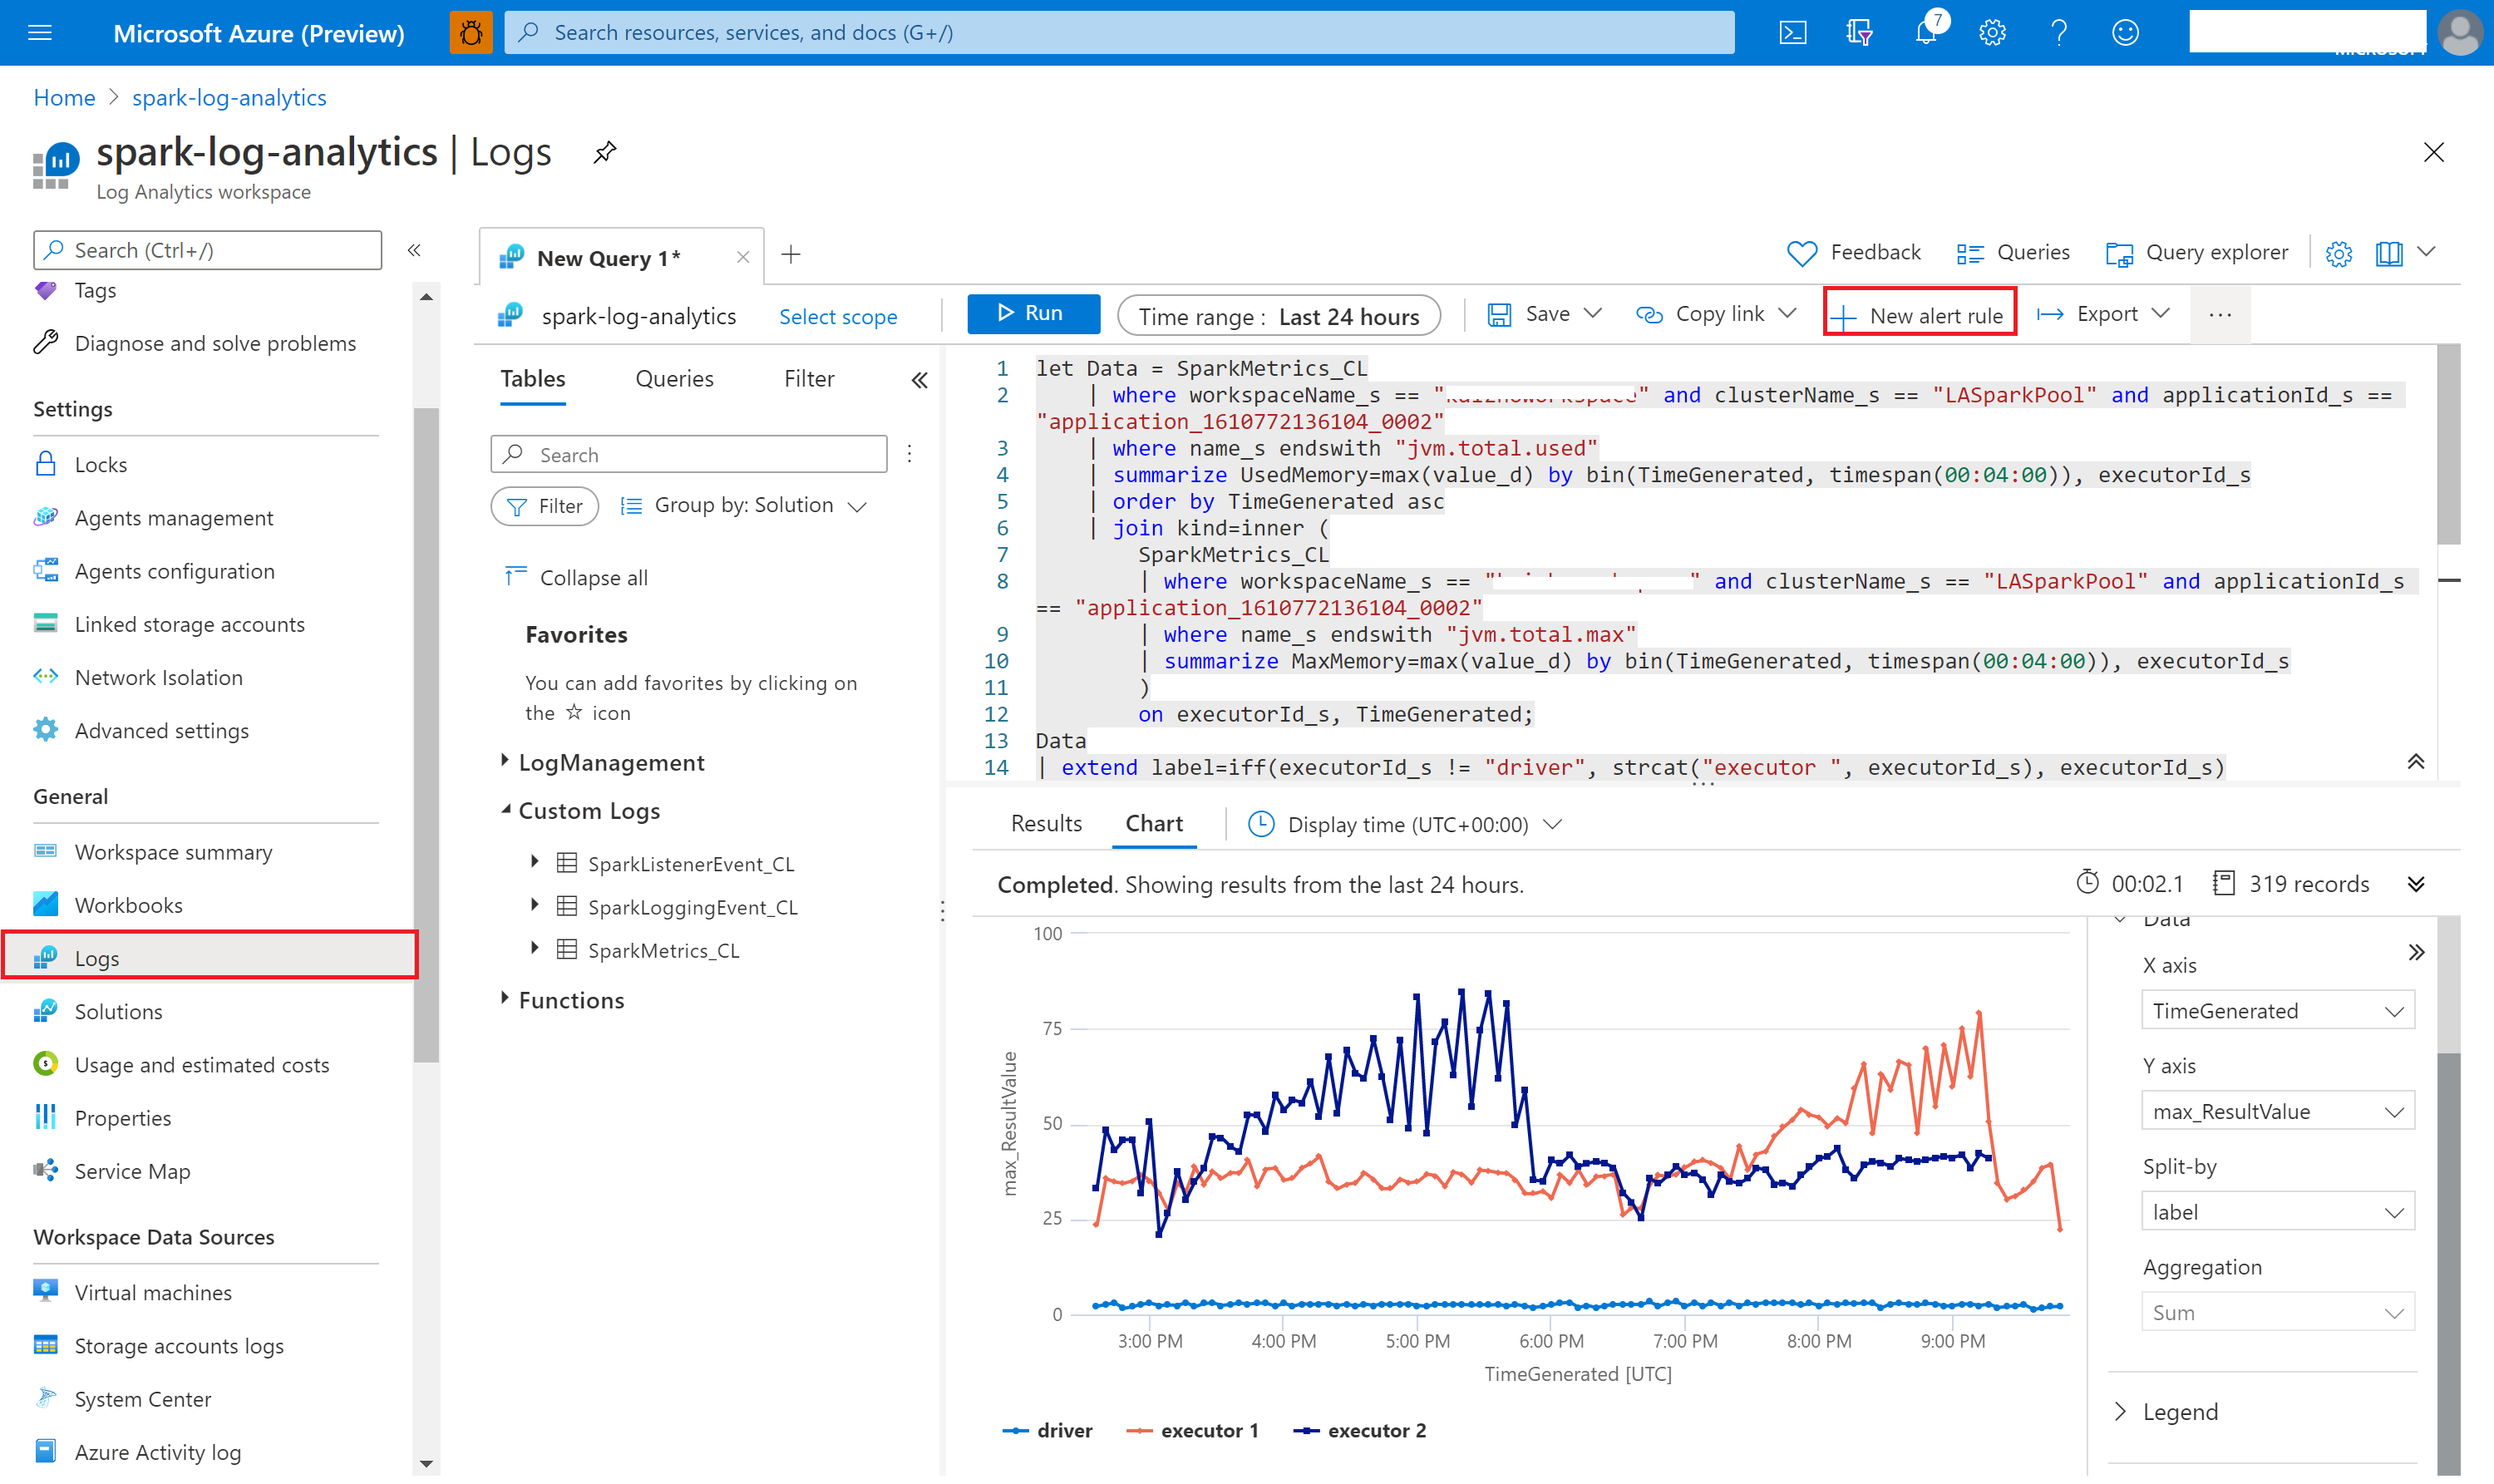 Microsoft Azure (Preview)
Search resources, services, and docs (G+/)
7
Home > spark-log-analytics
spark-log-analytics | Logs
Log Analytics workspace
Search (Ctrl+/)
Tags
Diagnose and solve problems
Settings
Locks
Agents management
Agents configuration
Linked storage accounts
Network Isolation
Advanced settings
General
Workspace summary
Workbooks
Logs
Solutions
Usage and estimated costs
Properties
Service Map
Workspace Data Sources
Virtual machines
Storage accounts logs
System Center
Azure Activity log
New Query 1*
Feedback
Queries
Query explorer
spark-log-analytics
Select scope
Run
Time range : Last 24 hours
Save
Copy link
New alert rule
Export
Tables
Queries
Filter
Search
Filter
Group by: Solution
Collapse all
Favorites
You can add favorites by clicking on
the ☆ icon
LogManagement
Custom Logs
SparkListenerEvent_CL
SparkLoggingEvent_CL
SparkMetrics_CL
Functions
1 let Data = SparkMetrics_CL
2 | where workspaceName_s == " " and clusterName_s == "LASparkPool" and applicationId_s ==
"application_1610772136104_0002"
3 | where name_s endswith "jvm.total.used"
4 | summarize UsedMemory=max(value_d) by bin(TimeGenerated, timespan(00:04:00)), executorId_s
5 | order by TimeGenerated asc
6 | join kind=inner (
7 SparkMetrics_CL
8 | where workspaceName_s == " " and clusterName_s == "LASparkPool" and applicationId_s
== "application_1610772136104_0002"
9 | where name_s endswith "jvm.total.max"
10 | summarize MaxMemory=max(value_d) by bin(TimeGenerated, timespan(00:04:00)), executorId_s
11 )
12 on executorId_s, TimeGenerated;
13 Data
14 | extend label=iff(executorId_s != "driver", strcat("executor ", executorId_s), executorId_s)
Results
Chart
Display time (UTC+00:00)
Completed. Showing results from the last 24 hours.
00:02.1
319 records
100
75
50
25
0
max_ResultValue
3:00 PM
4:00 PM
5:00 PM
6:00 PM
7:00 PM
8:00 PM
9:00 PM
TimeGenerated [UTC]
driver
executor 1
executor 2
Data
X axis
TimeGenerated
Y axis
max_ResultValue
Split-by
label
Aggregation
Sum
Legend